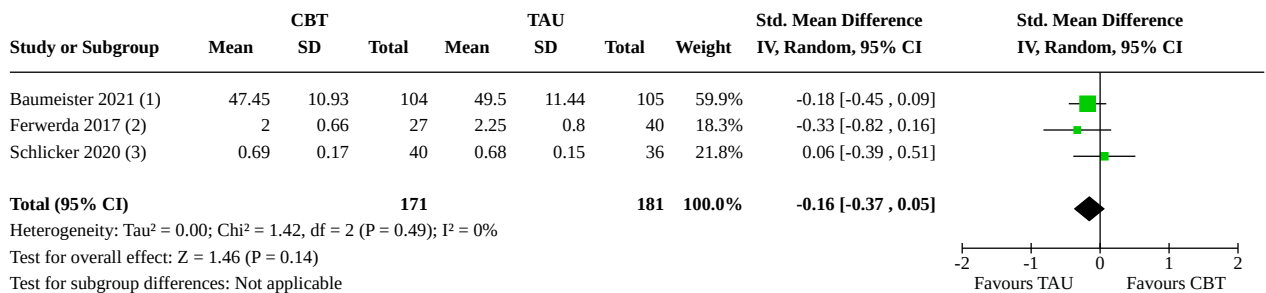 CBT TAU Std. Mean Difference Std. Mean Difference
Study or Subgroup Mean SD Total Mean SD Total Weight IV, Random, 95% CI IV, Random, 95% CI
Baumeister 2021 (1) 47.45 10.93 104 49.5 11.44 105 59.9% -0.18 [-0.45 , 0.09]
Ferwerda 2017 (2) 2 0.66 27 2.25 0.8 40 18.3% -0.33 [-0.82 , 0.16]
Schlicker 2020 (3) 0.69 0.17 40 0.68 0.15 36 21.8% 0.06 [-0.39 , 0.51]
Total (95% CI) 171 181 100.0% -0.16 [-0.37 , 0.05]
Heterogeneity: Tau² = 0.00; Chi² = 1.42, df = 2 (P = 0.49); I² = 0%
Test for overall effect: Z = 1.46 (P = 0.14)
-2 -1 0 1 2
Test for subgroup differences: Not applicable Favours TAU Favours CBT